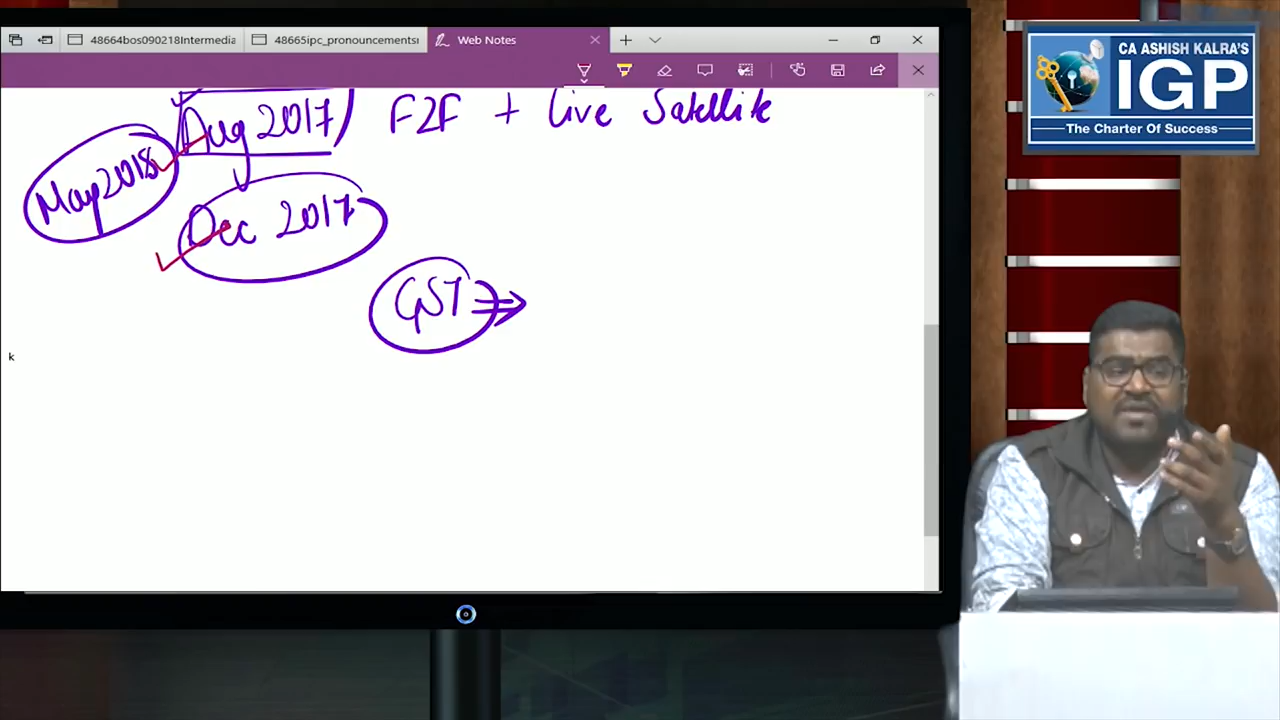 48664bos090218Intermedia
48665ipc_pronouncements
Web Notes
CA ASHISH KALRA'S
IGP
The Charter Of Success
Aug 2017
F2F + Live Satellite
May 2018
Dec 2017
GST
k